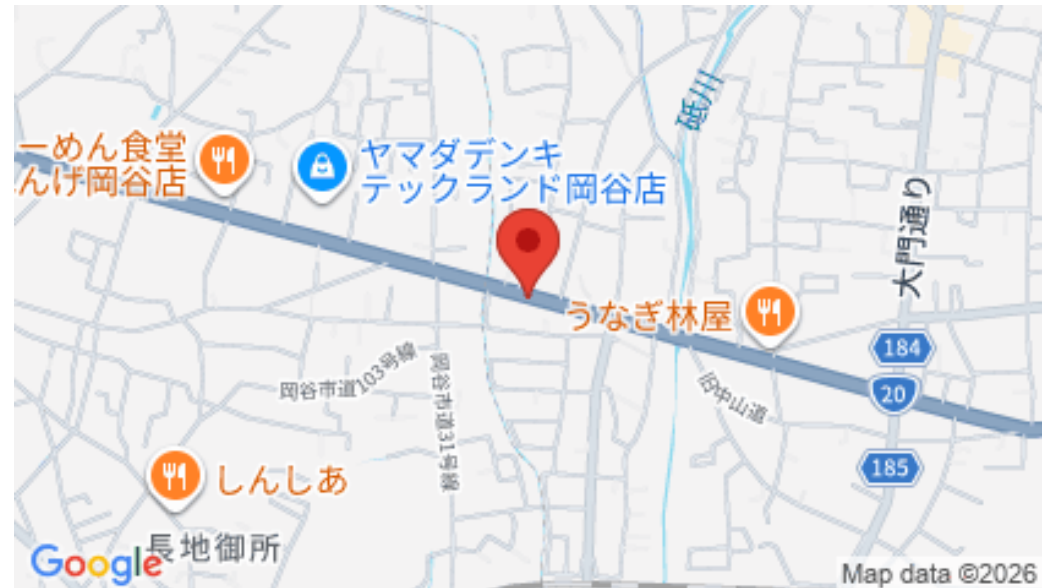 砥川
ーめん食堂
んげ岡谷店
ヤマダデンキ
テックランド岡谷店
大門通り
うなぎ林屋
184
20
岡谷市道103号線
岡谷市道31号線
旧中山道
185
しんしあ
長地御所
Google
Map data ©2026